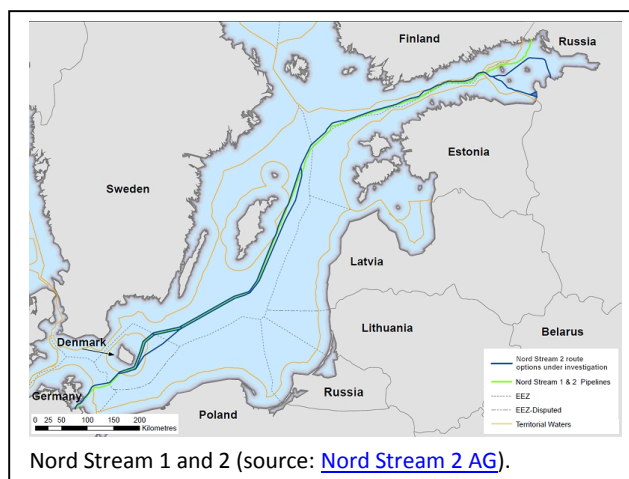 Finland
Russia
Estonia
Sweden
Latvia
Denmark
Lithuania
Belarus
Germany
Russia
Poland
0 25 50 100 150 200
Kilometres
Nord Stream 2 route
options under investigation
Nord Stream 1 & 2 Pipelines
EEZ
EEZ-Disputed
Territorial Waters
Nord Stream 1 and 2 (source: Nord Stream 2 AG).